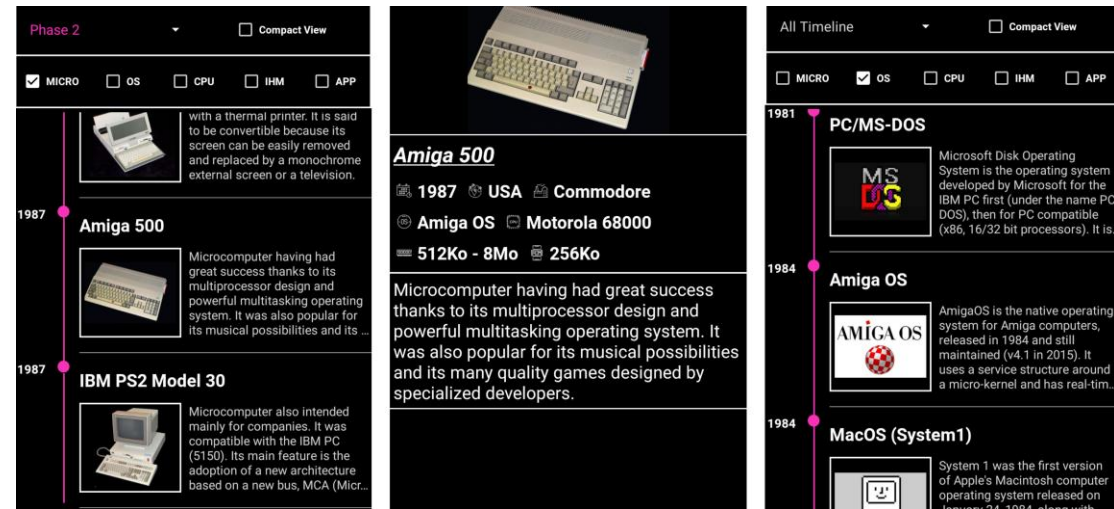 Phase 2
Compact View
MICRO OS CPU IHM APP
with a thermal printer. It is said
to be convertible because its
screen can be easily removed
and replaced by a monochrome
external screen or a television.
1987
Amiga 500
Microcomputer having had
great success thanks to its
multiprocessor design and
powerful multitasking operating
system. It was also popular for
its musical possibilities and its ...
1987
IBM PS2 Model 30
Microcomputer also intended
mainly for companies. It was
compatible with the IBM PC
(5150). Its main feature is the
adoption of a new architecture
based on a new bus, MCA (Micr...
Amiga 500
1987 USA Commodore
Amiga OS Motorola 68000
512Ko - 8Mo 256Ko
Microcomputer having had great success
thanks to its multiprocessor design and
powerful multitasking operating system. It
was also popular for its musical possibilities
and its many quality games designed by
specialized developers.
All Timeline
Compact View
MICRO OS CPU IHM APP
1981
PC/MS-DOS
MS
DOS
Microsoft Disk Operating
System is the operating system
developed by Microsoft for the
IBM PC first (under the name PC
DOS), then for PC compatible
(x86, 16/32 bit processors). It is.
1984
Amiga OS
AMIGA OS
AmigaOS is the native operating
system for Amiga computers,
released in 1984 and still
maintained (v4.1 in 2015). It
uses a service structure around
a micro-kernel and has real-tim...
1984
MacOS (System1)
System 1 was the first version
of Apple's Macintosh computer
operating system released on
January 24, 1984, along with